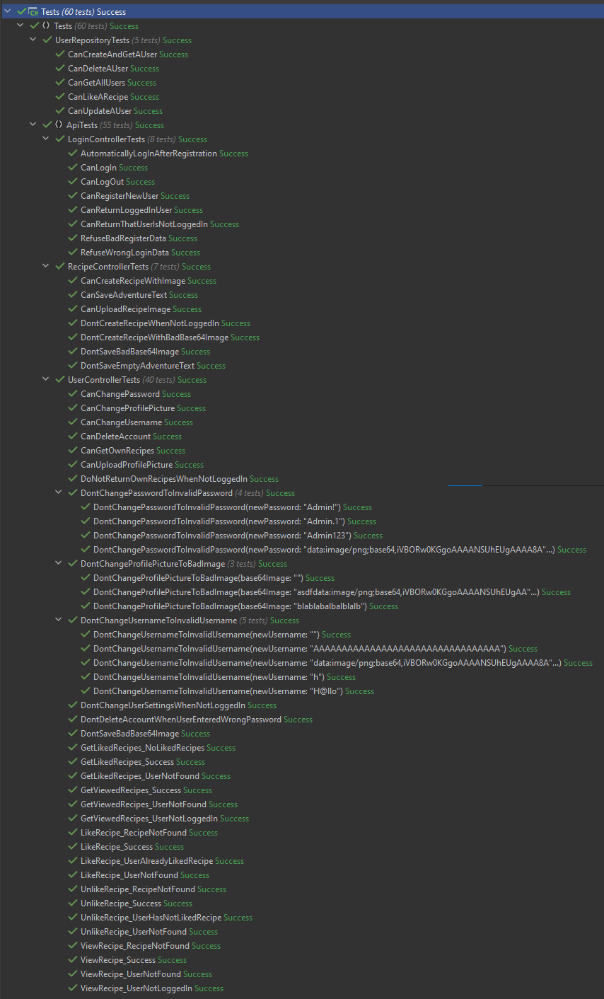 C# Tests (60 tests) Success
() Tests (60 tests) Success
UserRepositoryTests (5 tests) Success
CanCreateAndGetAUser Success
CanDeleteAUser Success
CanGetAllUsers Success
CanLikeARecipe Success
CanUpdateAUser Success
() ApiTests (55 tests) Success
LoginControllerTests (8 tests) Success
AutomaticallyLogInAfterRegistration Success
CanLogIn Success
CanLogOut Success
CanRegisterNewUser Success
CanReturnLoggedInUser Success
CanReturnThatUserIsNotLoggedIn Success
RefuseBadRegisterData Success
RefuseWrongLoginData Success
RecipeControllerTests (7 tests) Success
CanCreateRecipeWithImage Success
CanSaveAdventureText Success
CanUploadRecipeImage Success
DontCreateRecipeWhenNotLoggedIn Success
DontCreateRecipeWithBadBase64Image Success
DontSaveBadBase64Image Success
DontSaveEmptyAdventureText Success
UserControllerTests (40 tests) Success
CanChangePassword Success
CanChangeProfilePicture Success
CanChangeUsername Success
CanDeleteAccount Success
CanGetOwnRecipes Success
CanUploadProfilePicture Success
DoNotReturnOwnRecipesWhenNotLoggedIn Success
DontChangePasswordToInvalidPassword (4 tests) Success
DontChangePasswordToInvalidPassword(newPassword: "Admin!") Success
DontChangePasswordToInvalidPassword(newPassword: "Admin.1") Success
DontChangePasswordToInvalidPassword(newPassword: "Admin123") Success
DontChangePasswordToInvalidPassword(newPassword: "data:image/png;base64,iVBORw0KGgoAAAANSUhEUgAAAA8A"...) Success
DontChangeProfilePictureToBadImage (3 tests) Success
DontChangeProfilePictureToBadImage(base64Image: "") Success
DontChangeProfilePictureToBadImage(base64Image: "asdfdata:image/png;base64,iVBORw0KGgoAAAANSUhEUgAA"...) Success
DontChangeProfilePictureToBadImage(base64Image: "blablabalbalblalb") Success
DontChangeUsernameToInvalidUsername (5 tests) Success
DontChangeUsernameToInvalidUsername(newUsername: "") Success
DontChangeUsernameToInvalidUsername(newUsername: "AAAAAAAAAAAAAAAAAAAAAAAAAAAAAAAAA") Success
DontChangeUsernameToInvalidUsername(newUsername: "data:image/png;base64,iVBORw0KGgoAAAANSUhEUgAAAA8A"...) Success
DontChangeUsernameToInvalidUsername(newUsername: "h") Success
DontChangeUsernameToInvalidUsername(newUsername: "H@llo") Success
DontChangeUserSettingsWhenNotLoggedIn Success
DontDeleteAccountWhenUserEnteredWrongPassword Success
DontSaveBadBase64Image Success
GetLikedRecipes_NoLikedRecipes Success
GetLikedRecipes_Success Success
GetLikedRecipes_UserNotFound Success
GetViewedRecipes_Success Success
GetViewedRecipes_UserNotFound Success
GetViewedRecipes_UserNotLoggedIn Success
LikeRecipe_RecipeNotFound Success
LikeRecipe_Success Success
LikeRecipe_UserAlreadyLikedRecipe Success
LikeRecipe_UserNotFound Success
UnlikeRecipe_RecipeNotFound Success
UnlikeRecipe_Success Success
UnlikeRecipe_UserHasNotLikedRecipe Success
UnlikeRecipe_UserNotFound Success
ViewRecipe_RecipeNotFound Success
ViewRecipe_Success Success
ViewRecipe_UserNotFound Success
ViewRecipe_UserNotLoggedIn Success